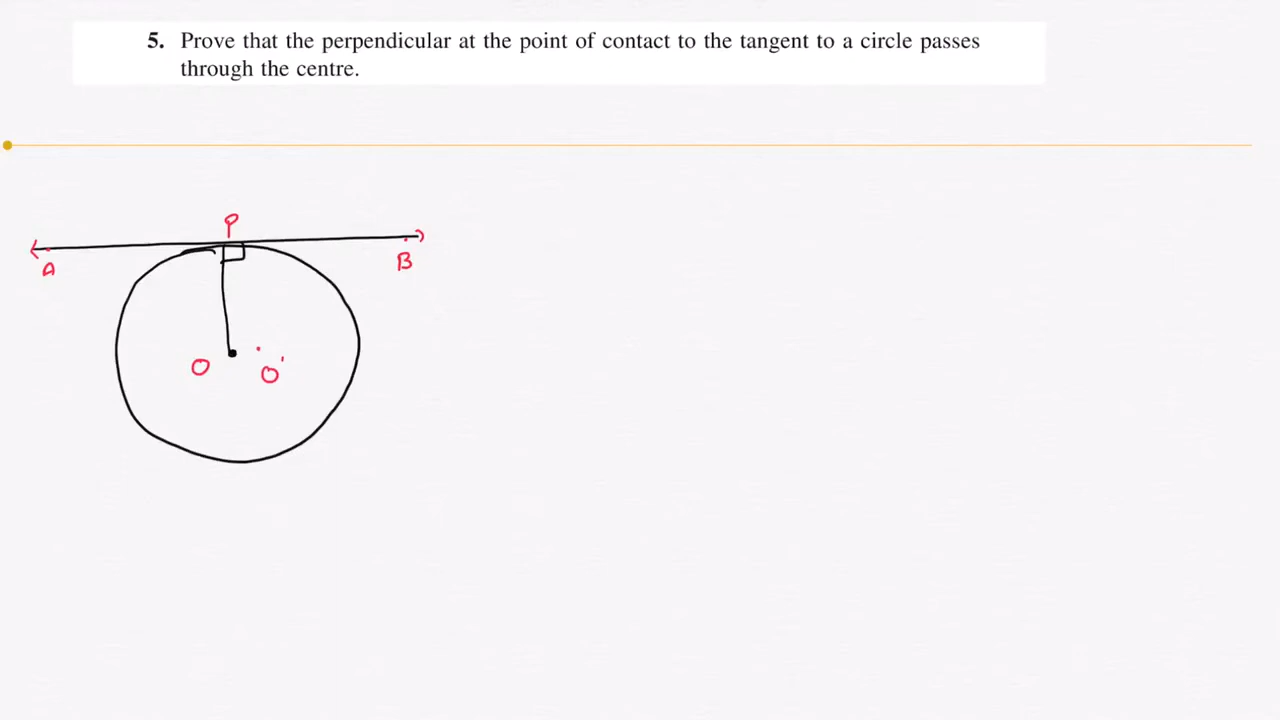 5. Prove that the perpendicular at the point of contact to the tangent to a circle passes
through the centre.
P
A
B
O
O'